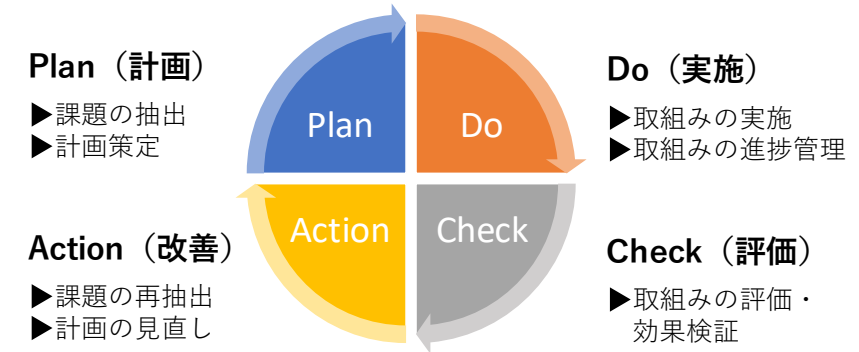 Plan（計画）
▶課題の抽出
▶計画策定
Plan
Do
Do（実施）
▶取組みの実施
▶取組みの進捗管理
Action（改善）
▶課題の再抽出
▶計画の見直し
Action
Check
Check（評価）
▶取組みの評価・
効果検証